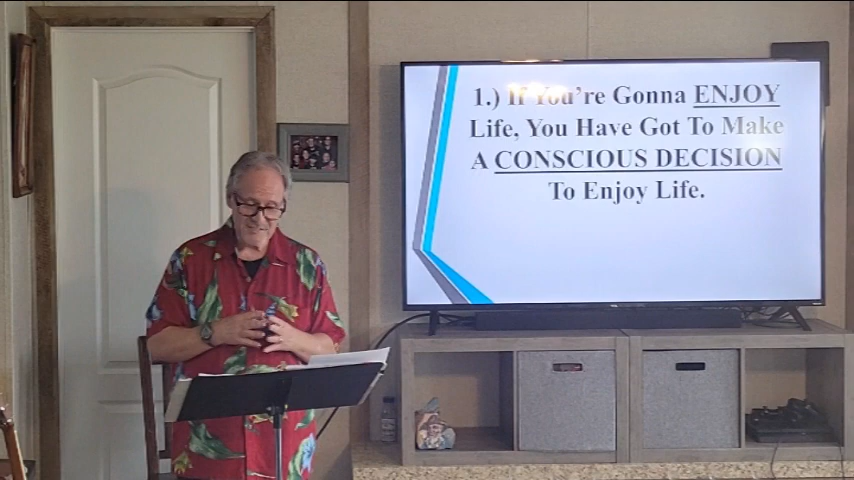 1.) If You're Gonna ENJOY
Life, You Have Got To Make
A CONSCIOUS DECISION
To Enjoy Life.